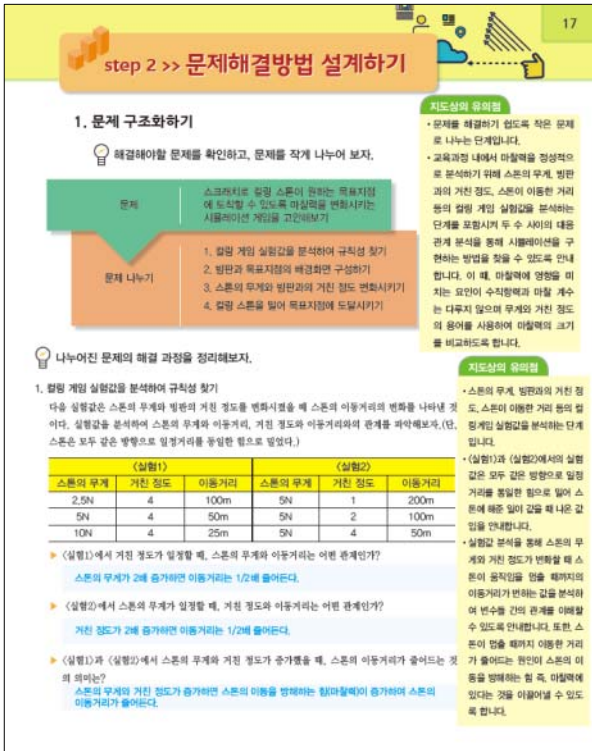 17
step 2 >> 문제해결방법 설계하기
1. 문제 구조화하기
해결해야할 문제를 확인하고, 문제를 작게 나누어 보자.
문제
스크래치로 컬링 스톤이 원하는 목표지점
에 도착할 수 있도록 마찰력을 변화시키는
시뮬레이션 게임을 고안해보기
문제 나누기
1. 컬링 게임 실험값을 분석하여 규칙성 찾기
2. 빙판과 목표지점의 배경화면 구성하기
3. 스톤의 무게와 빙판과의 거친 정도 변화시키기
4. 컬링 스톤을 밀어 목표지점에 도달시키기
지도상의 유의점
• 문제를 해결하기 쉽도록 작은 문제
로 나누는 단계입니다.
• 교육과정 내에서 마찰력을 정성적으
로 분석하기 위해 스톤의 무게, 빙판
과의 거친 정도, 스톤이 이동한 거리
등의 컬링 게임 실험값을 분석하는
단계를 포함시켜 두 수 사이의 대응
관계 분석을 통해 시뮬레이션을 구
현하는 방법을 찾을 수 있도록 안내
합니다. 이 때, 마찰력에 영향을 미
치는 요인이 수직항력과 마찰 계수
는 다루지 않으며 무게와 거친 정도
의 용어를 사용하여 마찰력의 크기
를 비교하도록 합니다.
나누어진 문제의 해결 과정을 정리해보자.
1. 컬링 게임 실험값을 분석하여 규칙성 찾기
다음 실험값은 스톤의 무게와 빙판의 거친 정도를 변화시켰을 때 스톤의 이동거리의 변화를 나타낸 것
이다. 실험값을 분석하여 스톤의 무게와 이동거리, 거친 정도와 이동거리와의 관계를 파악해보자.(단,
스톤은 모두 같은 방향으로 일정거리를 동일한 힘으로 밀었다.)
〈실험1〉 〈실험2〉
스톤의 무게 거친 정도 이동거리 스톤의 무게 거친 정도 이동거리
2.5N 4 100m 5N 1 200m
5N 4 50m 5N 2 100m
10N 4 25m 5N 4 50m
▶ 〈실험1〉에서 거친 정도가 일정할 때, 스톤의 무게와 이동거리는 어떤 관계인가?
스톤의 무게가 2배 증가하면 이동거리는 1/2배 줄어든다.
▶ 〈실험2〉에서 스톤의 무게가 일정할 때, 거친 정도와 이동거리는 어떤 관계인가?
거친 정도가 2배 증가하면 이동거리는 1/2배 줄어든다.
▶ 〈실험1〉과 〈실험2〉에서 스톤의 무게와 거친 정도가 증가했을 때, 스톤의 이동거리가 줄어드는 것
의 의미는?
스톤의 무게와 거친 정도가 증가하면 스톤의 이동을 방해하는 힘(마찰력)이 증가하여 스톤의
이동거리가 줄어든다.
지도상의 유의점
• 스톤의 무게, 빙판과의 거친 정
도, 스톤이 이동한 거리 등의 컬
링게임 실험값을 분석하는 단계
입니다.
• 〈실험1〉과 〈실험2〉에서의 실험
값은 모두 같은 방향으로 일정
거리를 동일한 힘으로 밀어 스
톤에 해준 일이 같을 때 나온 값
임을 안내합니다.
• 실험값 분석을 통해 스톤의 무
게와 거친 정도가 변화할 때 스
톤이 움직임을 멈출 때까지의
이동거리가 변하는 값을 분석하
여 변수들 간의 관계를 이해할
수 있도록 안내합니다. 또한, 스
톤이 멈출 때까지 이동한 거리
가 줄어드는 원인이 스톤의 이
동을 방해하는 힘 즉, 마찰력에
있다는 것을 이끌어낼 수 있도
록 합니다.